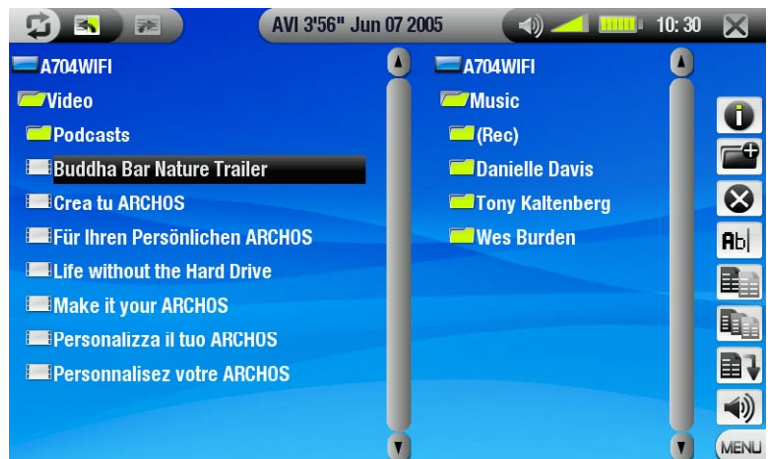 AVI 3'56" Jun 07 2005
10:30
A704WIFI
Video
Podcasts
Buddha Bar Nature Trailer
Crea tu ARCHOS
Für Ihren Persönlichen ARCHOS
Life without the Hard Drive
Make it your ARCHOS
Personalizza il tuo ARCHOS
Personnalisez votre ARCHOS
A704WIFI
Music
(Rec)
Danielle Davis
Tony Kaltenberg
Wes Burden
Ab|
MENU